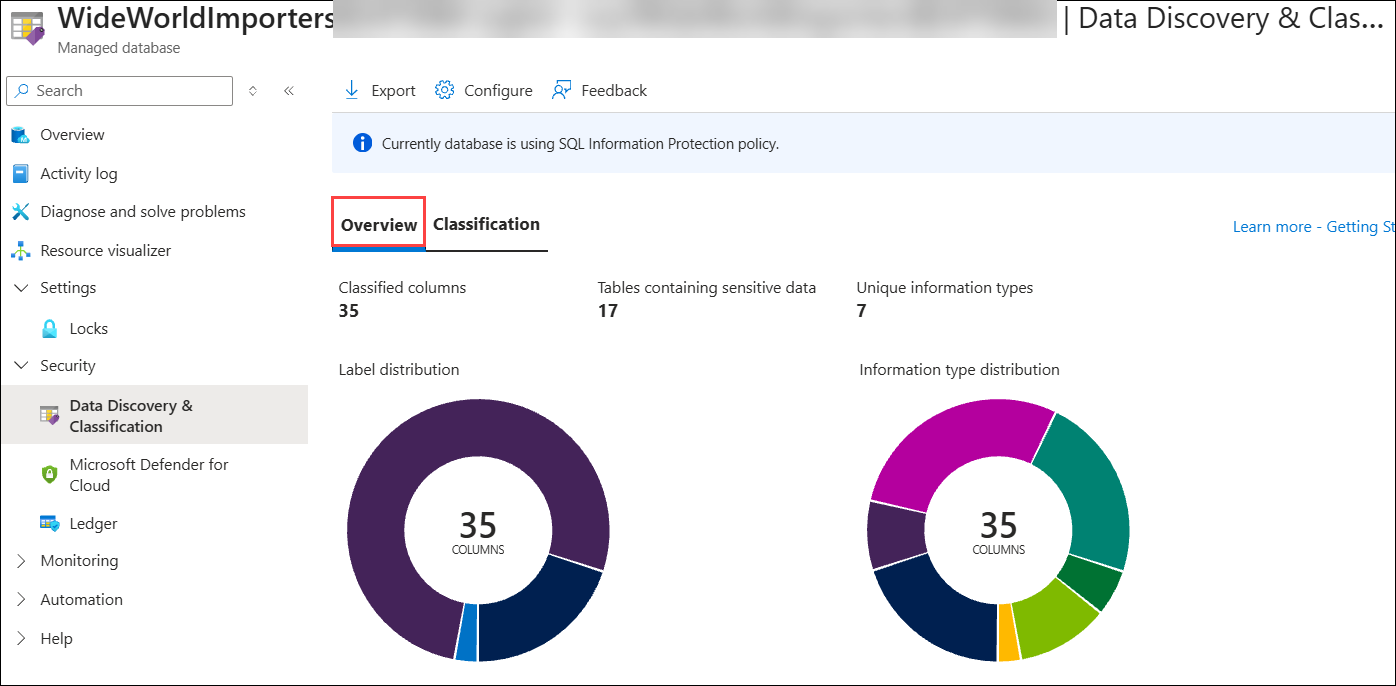 WideWorldImporters | Data Discovery & Clas...
Managed database
Search
Export Configure Feedback
Overview
Activity log
Diagnose and solve problems
Resource visualizer
Settings
Locks
Security
Data Discovery &
Classification
Microsoft Defender for
Cloud
Ledger
Monitoring
Automation
Help
Currently database is using SQL Information Protection policy.
Overview Classification
Learn more - Getting St
Classified columns
35
Tables containing sensitive data
17
Unique information types
7
Label distribution
35
COLUMNS
Information type distribution
35
COLUMNS